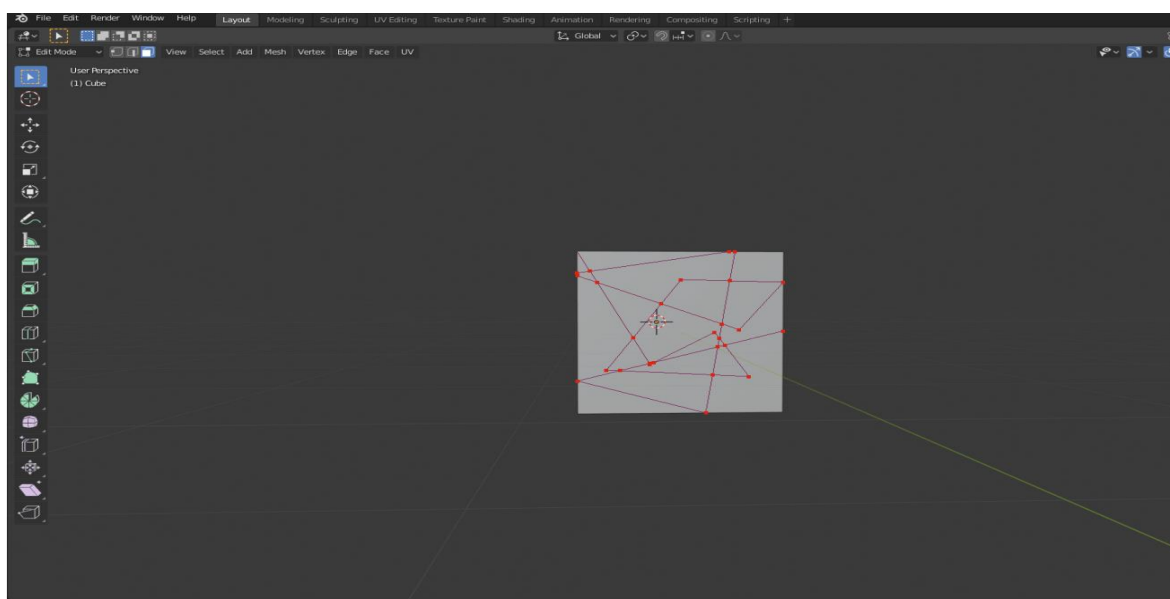 File Edit Render Window Help Layout Modeling Sculpting UV Editing Texture Paint Shading Animation Rendering Compositing Scripting +
Global
Edit Mode View Select Add Mesh Vertex Edge Face UV
User Perspective
(1) Cube